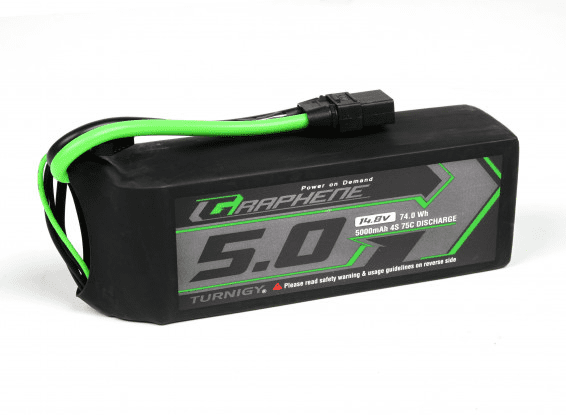 Power on Demand
GRAPHENE
14.8V 74.0 Wh
5000mAh 4S 75C DISCHARGE
5.0
TURNIGY® Please read safety warning & usage guidelines on reverse side